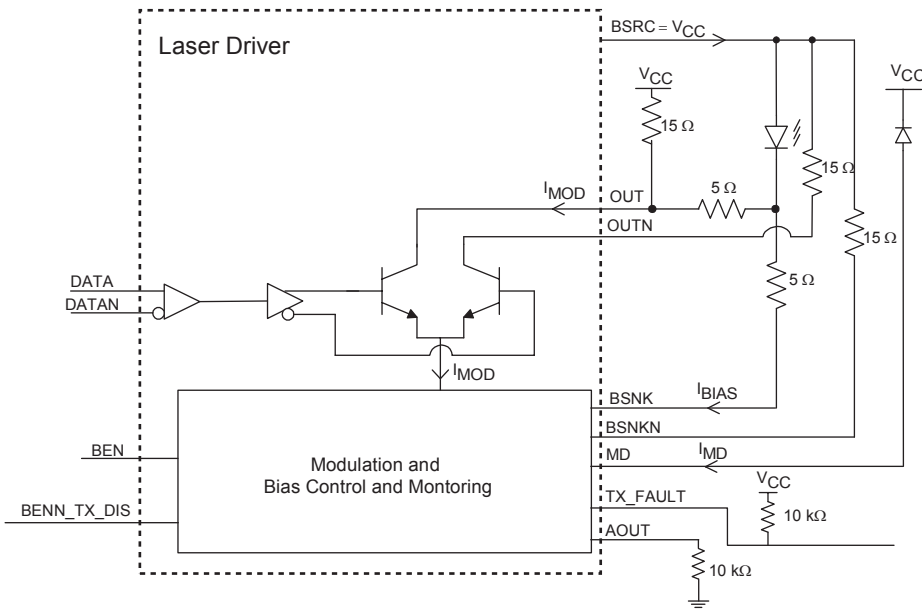 Laser Driver
BSRC = VCC
VCC
15 Ω
VCC
15 Ω
IMOD
OUT
5 Ω
OUTN
15 Ω
5 Ω
DATA
DATAN
IMOD
BSNK
IBIAS
BSNKN
BEN
Modulation and
Bias Control and Montoring
MD
IMD
BENN_TX_DIS
TX_FAULT
VCC
10 kΩ
AOUT
10 kΩ